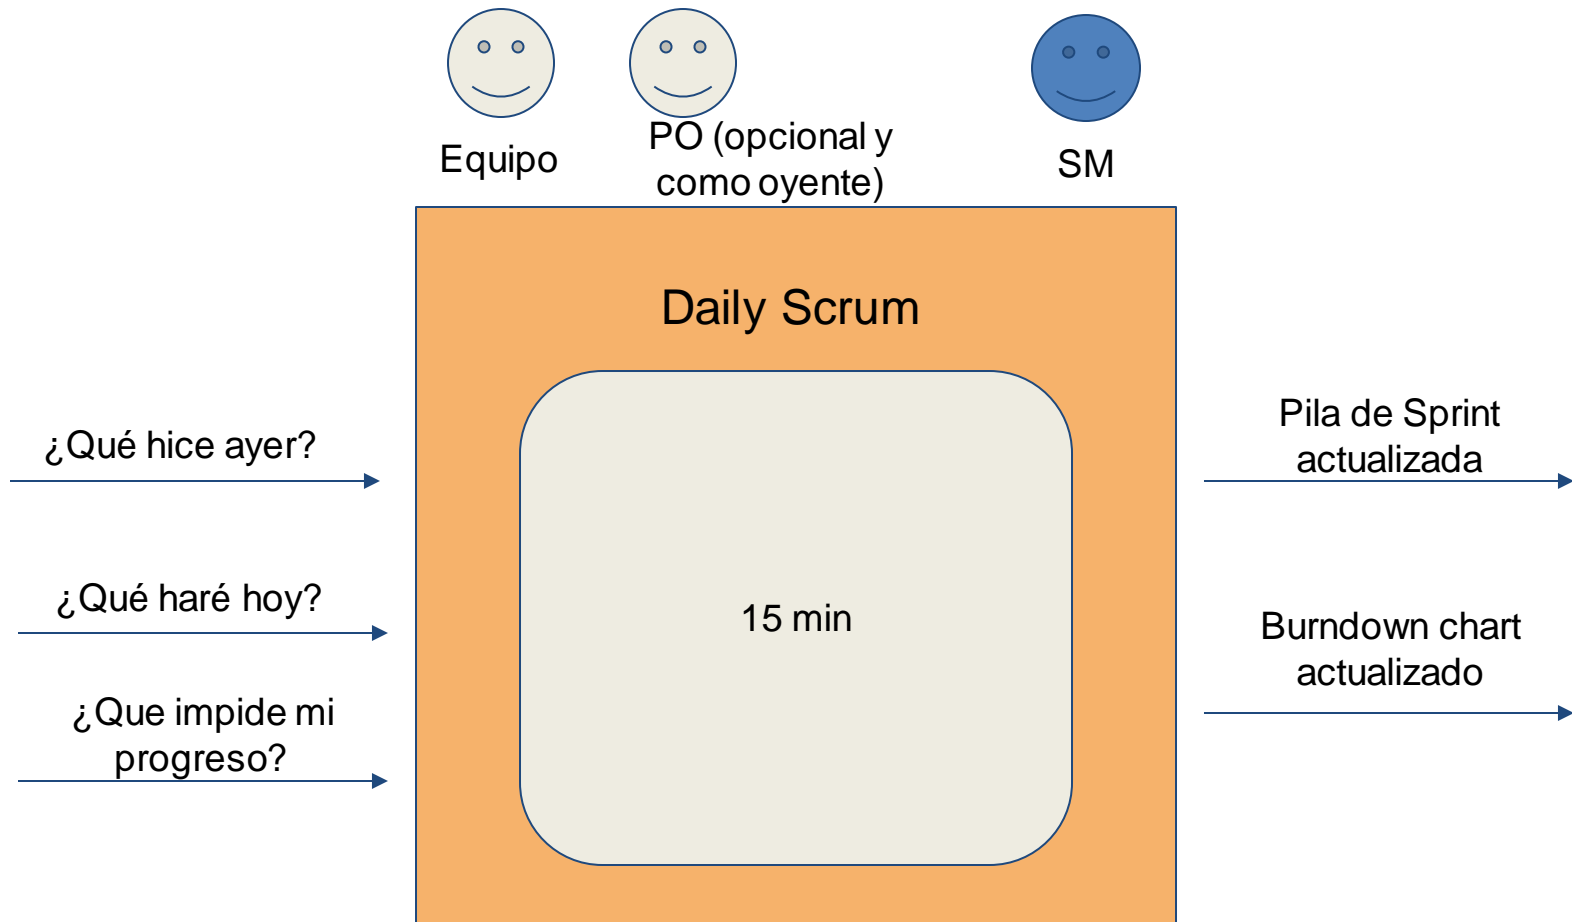 Equipo
PO (opcional y
como oyente)
SM
Daily Scrum
¿Qué hice ayer?
¿Qué haré hoy?
¿Que impide mi
progreso?
15 min
Pila de Sprint
actualizada
Burndown chart
actualizado